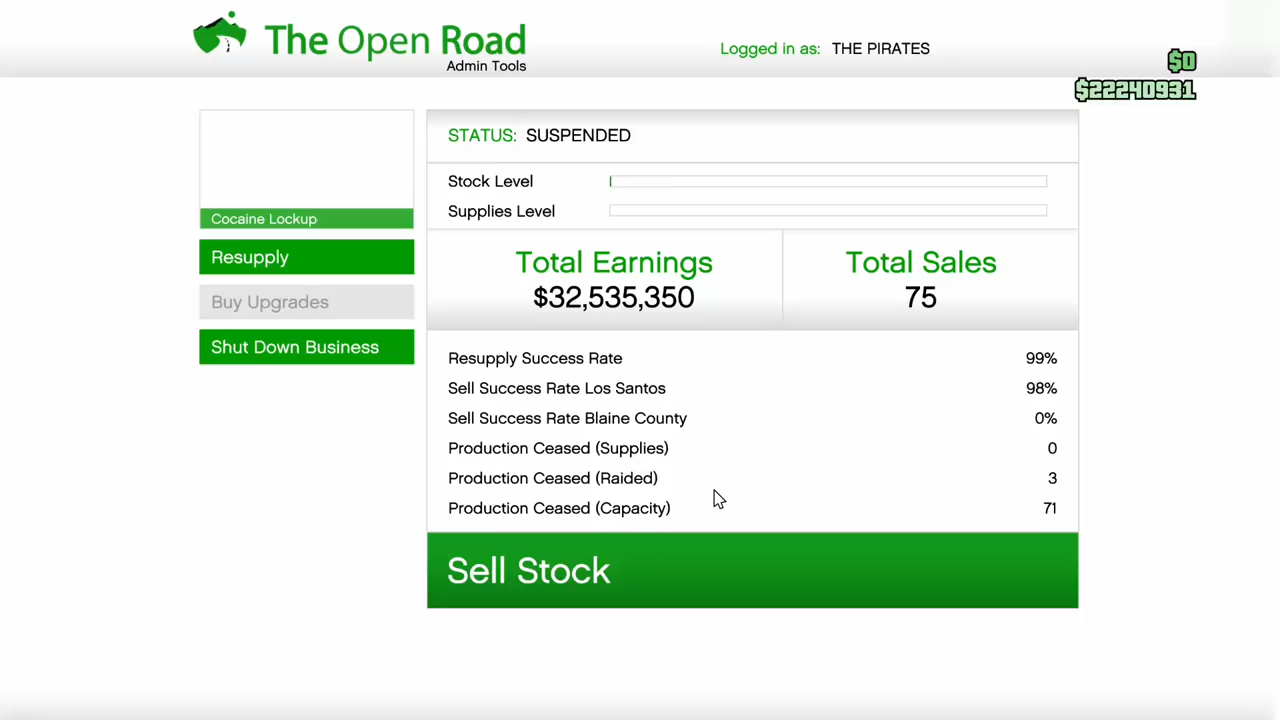 The Open Road
Admin Tools
Logged in as: THE PIRATES
$0
$22240931
Cocaine Lockup
Resupply
Buy Upgrades
Shut Down Business
STATUS: SUSPENDED
Stock Level
Supplies Level
Total Earnings
$32,535,350
Total Sales
75
Resupply Success Rate 99%
Sell Success Rate Los Santos 98%
Sell Success Rate Blaine County 0%
Production Ceased (Supplies) 0
Production Ceased (Raided) 3
Production Ceased (Capacity) 71
Sell Stock